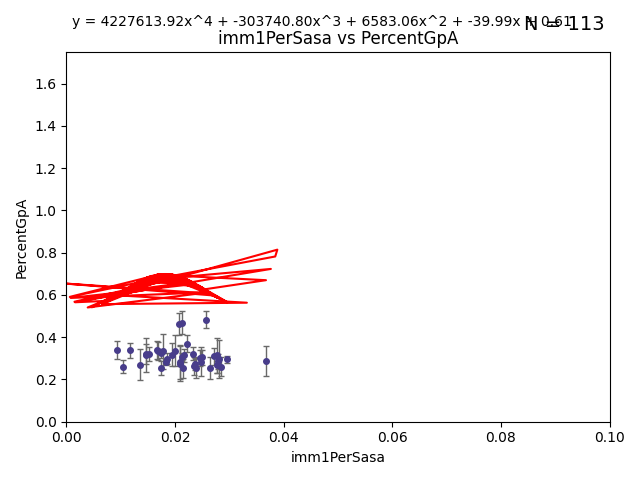 y = 4227613.92x^4 + -303740.80x^3 + 6583.06x^2 + -39.99x + 0.61
N = 113
imm1PerSasa vs PercentGpA
PercentGpA
1.6
1.4
1.2
1.0
0.8
0.6
0.4
0.2
0.0
0.00 0.02 0.04 0.06 0.08 0.10
imm1PerSasa